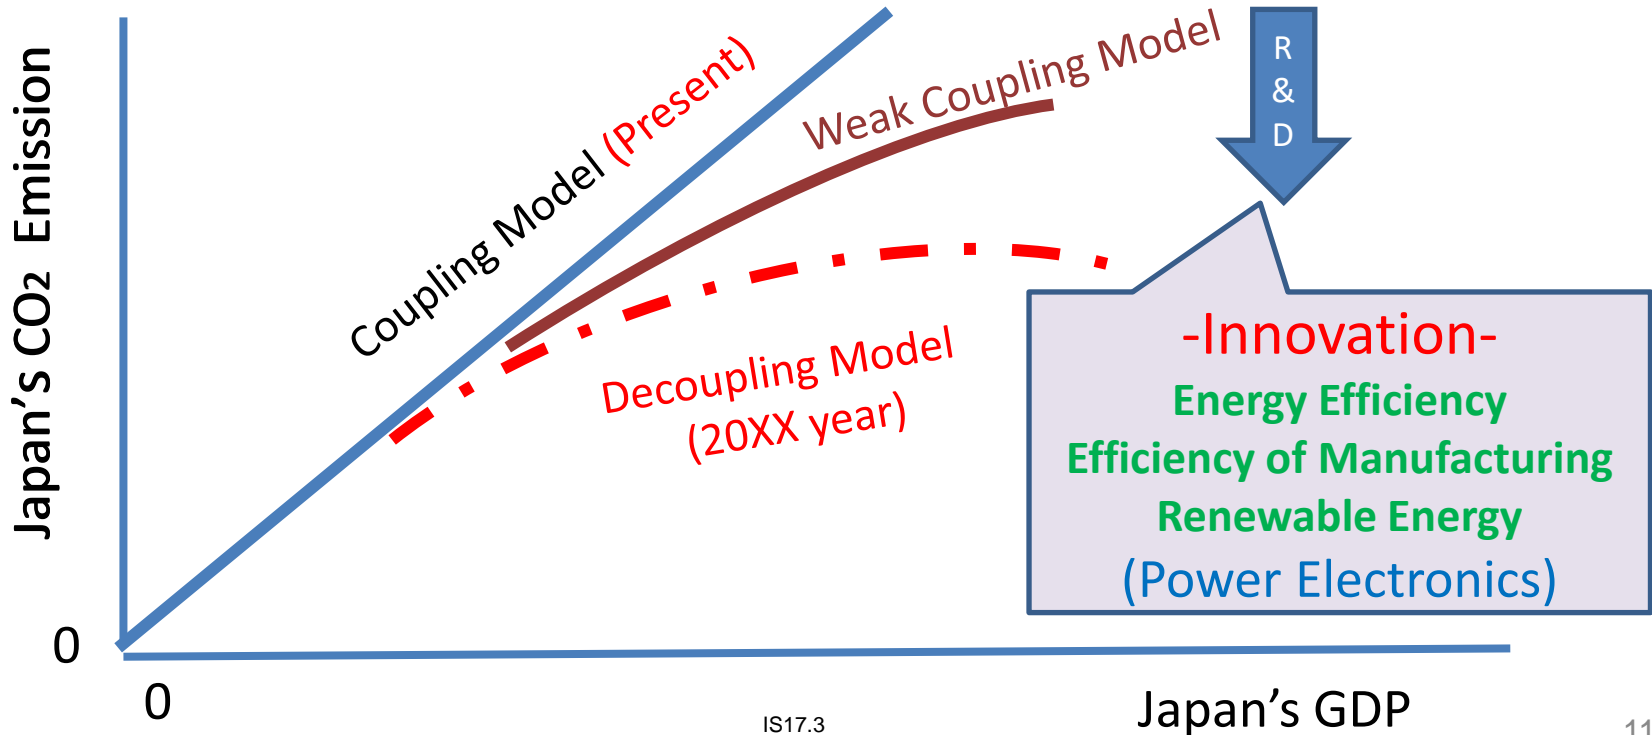 Japan's CO2 Emission
Coupling Model (Present)
Weak Coupling Model
R
&
D
Decoupling Model
(20XX year)
-Innovation-
Energy Efficiency
Efficiency of Manufacturing
Renewable Energy
(Power Electronics)
0
0
Japan's GDP
IS17.3
11